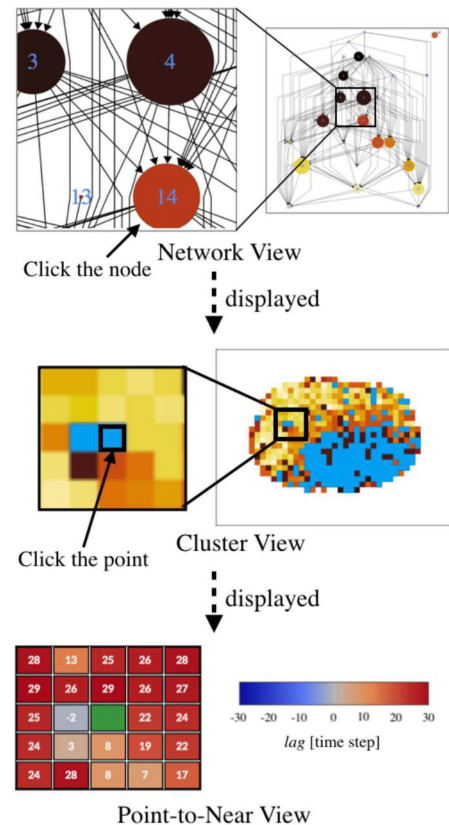 3 4
13 14
Click the node
Network View
displayed
Click the point
Cluster View
displayed
28 13 25 26 28
29 26 29 26 27
25 -2 22 24
24 3 8 19 22
24 28 8 7 17
-30 -20 -10 0 10 20 30
lag [time step]
Point-to-Near View